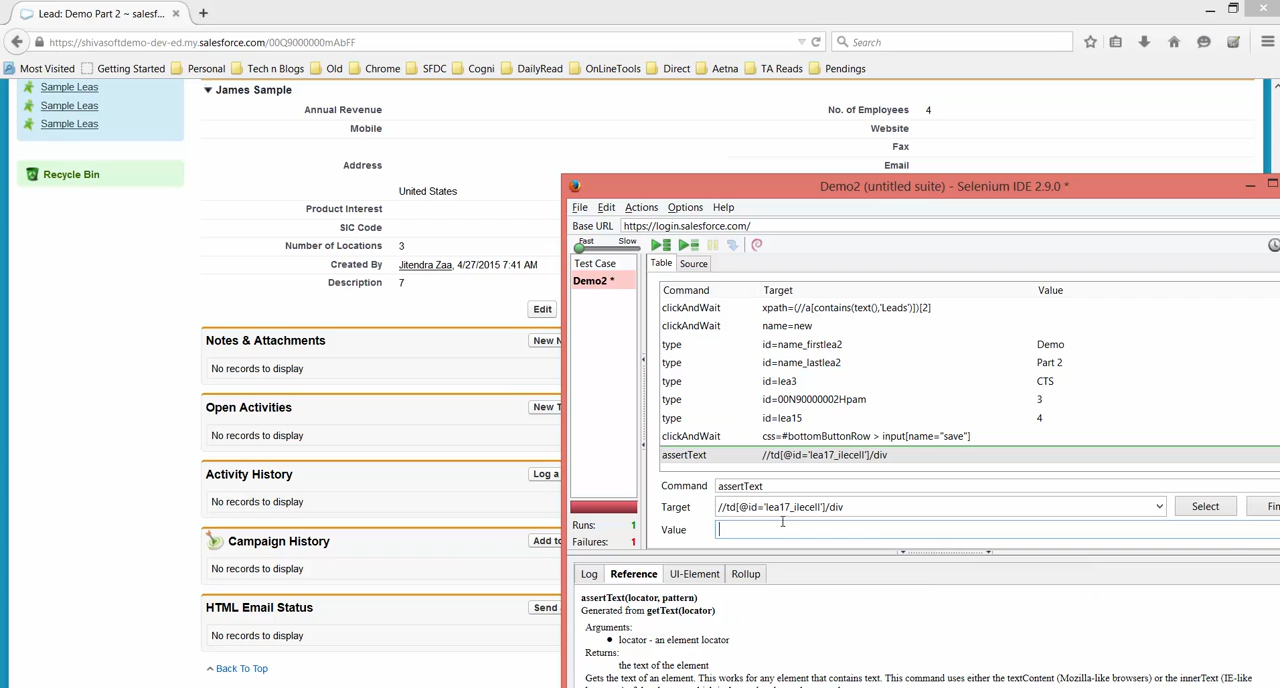 Lead: Demo Part 2 ~ salesf...
https://shivasoftdemo-dev-ed.my.salesforce.com/00Q9000000mAbFF
Search
Most Visited Getting Started Personal Tech n Blogs Old Chrome SFDC Cogni DailyRead OnLineTools Direct Aetna TA Reads Pendings
Sample Leas
Sample Leas
Sample Leas
Recycle Bin
James Sample
Annual Revenue No. of Employees 4
Mobile Website
Fax
Address Email
United States
Product Interest
SIC Code
Number of Locations 3
Created By Jitendra Zaa, 4/27/2015 7:41 AM
Description 7
Edit
Notes & Attachments New N
No records to display
Open Activities New T
No records to display
Activity History Log a
No records to display
Campaign History Add to
No records to display
HTML Email Status Send
No records to display
Back To Top
Demo2 (untitled suite) - Selenium IDE 2.9.0 *
File Edit Actions Options Help
Base URL https://login.salesforce.com/
Fast Slow
Test Case
Demo2 *
Runs: 1
Failures: 1
Table Source
Command Target Value
clickAndWait xpath=(//a[contains(text(),'Leads')])[2]
clickAndWait name=new
type id=name_firstlea2 Demo
type id=name_lastlea2 Part 2
type id=lea3 CTS
type id=00N90000002Hpam 3
type id=lea15 4
clickAndWait css=#bottomButtonRow > input[name="save"]
assertText //td[@id='lea17_ilecell']/div
Command assertText
Target //td[@id='lea17_ilecell']/div Select Fin
Value
Log Reference UI-Element Rollup
assertText(locator, pattern)
Generated from getText(locator)
Arguments:
locator - an element locator
Returns:
the text of the element
Gets the text of an element. This works for any element that contains text. This command uses either the textContent (Mozilla-like browsers) or the innerText (IE-like